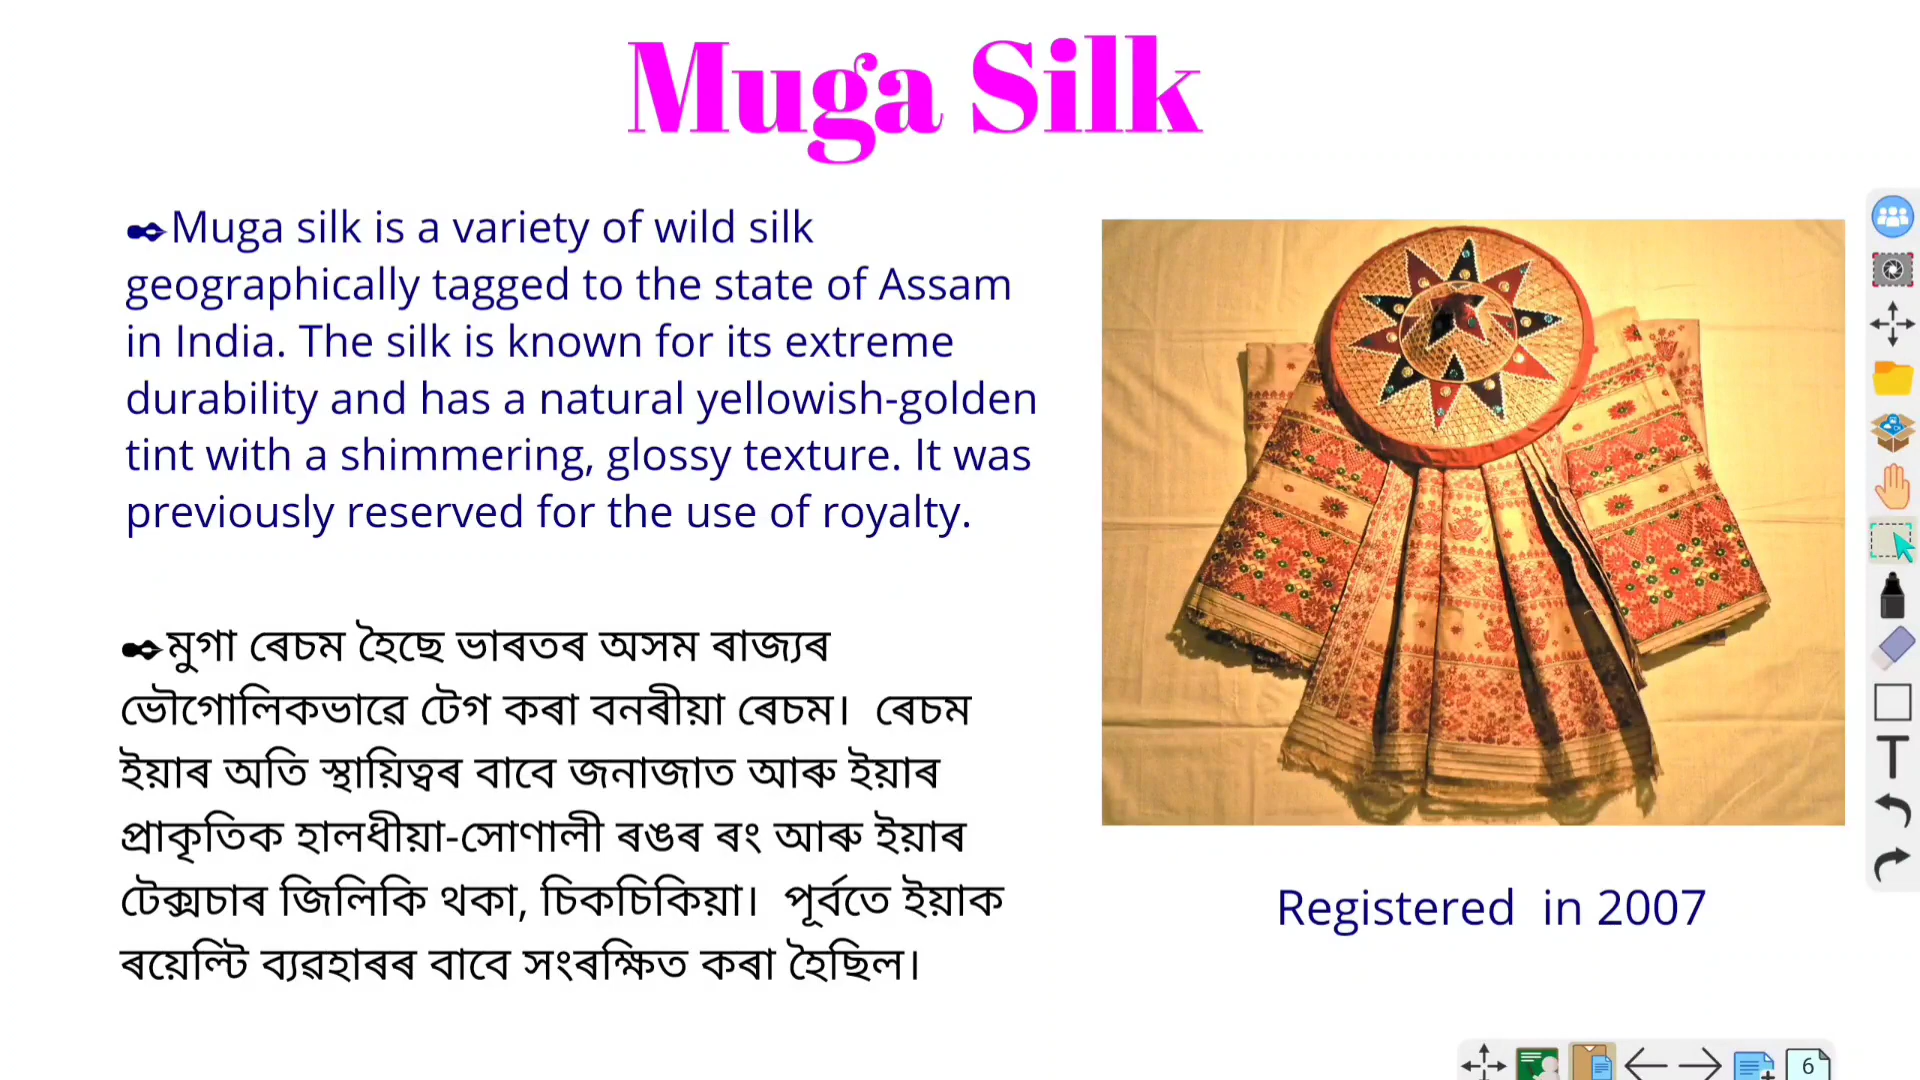 Muga Silk
✒Muga silk is a variety of wild silk
geographically tagged to the state of Assam
in India. The silk is known for its extreme
durability and has a natural yellowish-golden
tint with a shimmering, glossy texture. It was
previously reserved for the use of royalty.
✒মুগা ৰেচম হৈছে ভাৰতৰ অসম ৰাজ্যৰ
ভৌগোলিকভাৱে টেগ কৰা বনৰীয়া ৰেচম। ৰেচম
ইয়াৰ অতি স্থায়িত্বৰ বাবে জনাজাত আৰু ইয়াৰ
প্ৰাকৃতিক হালধীয়া-সোণালী ৰঙৰ ৰং আৰু ইয়াৰ
টেক্সচাৰ জিলিকি থকা, চিকচিকিয়া। পূৰ্বতে ইয়াক
ৰয়েল্টি ব্যৱহাৰৰ বাবে সংৰক্ষিত কৰা হৈছিল।
Registered in 2007
T
6